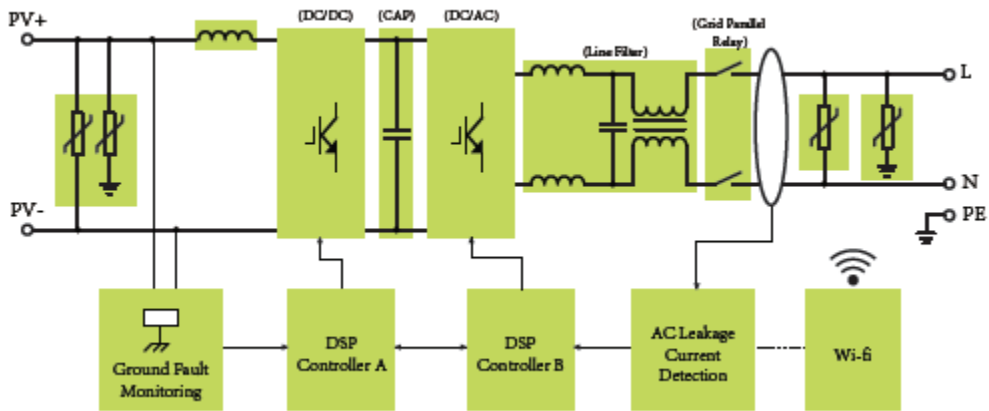 (DC/DC)
(CAP)
(DC/AC)
PV+
(Grid Parallel
Relay)
(Line Filter)
L
PV-
N
PE
Ground Fault
Monitoring
DSP
Controller A
DSP
Controller B
AC Leakage
Current
Detection
Wi-fi